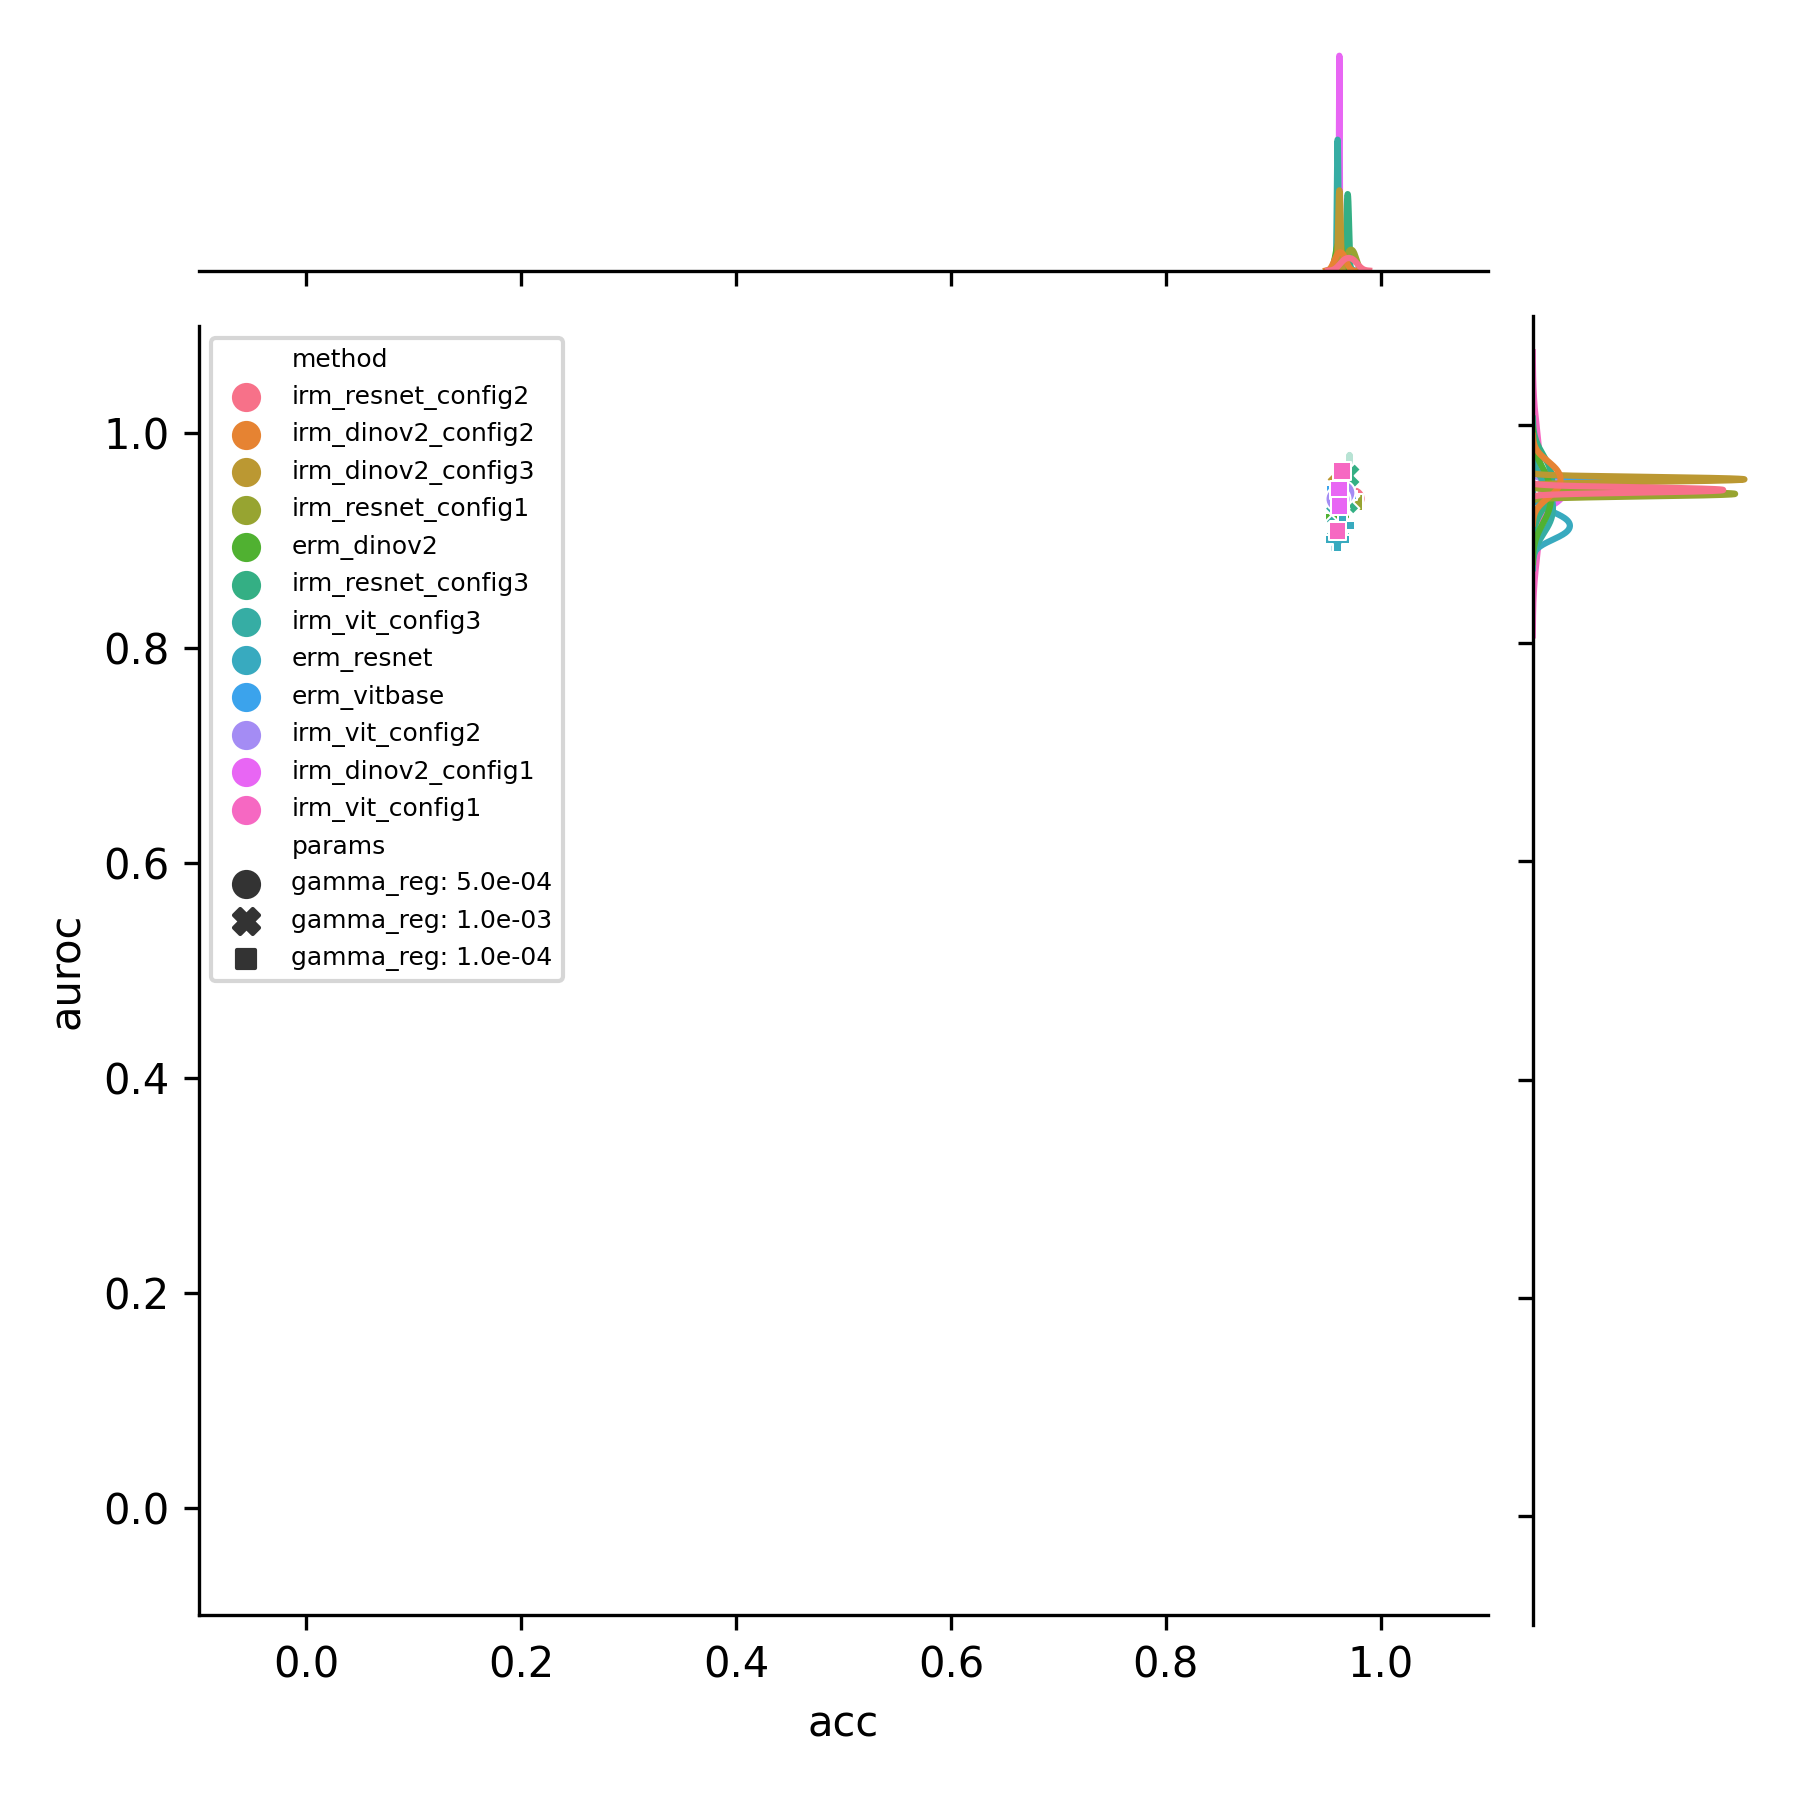 method
irm_resnet_config2
irm_dinov2_config2
irm_dinov2_config3
irm_resnet_config1
erm_dinov2
irm_resnet_config3
irm_vit_config3
erm_resnet
erm_vitbase
irm_vit_config2
irm_dinov2_config1
irm_vit_config1
params
gamma_reg: 5.0e-04
gamma_reg: 1.0e-03
gamma_reg: 1.0e-04
1.0
0.8
0.6
0.4
0.2
0.0
auroc
0.0 0.2 0.4 0.6 0.8 1.0
acc